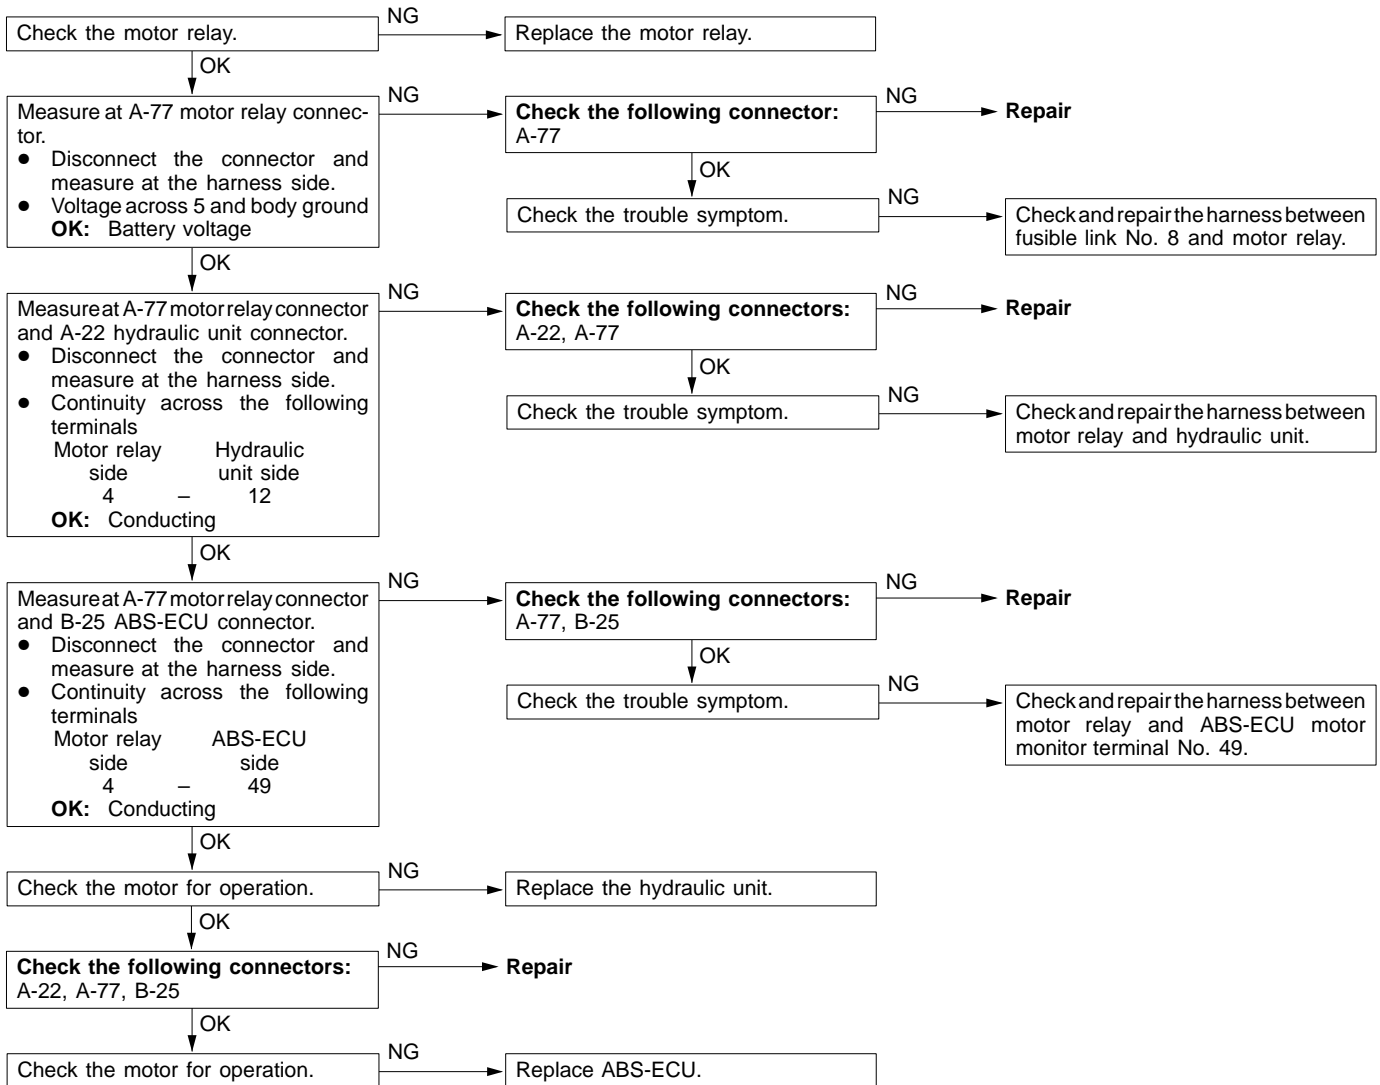 Check the motor relay.
NG
Replace the motor relay.
OK
Measure at A-77 motor relay connec-
tor.
● Disconnect the connector and
measure at the harness side.
● Voltage across 5 and body ground
OK: Battery voltage
NG
Check the following connector:
A-77
NG
Repair
OK
Check the trouble symptom.
NG
Check and repair the harness between
fusible link No. 8 and motor relay.
OK
Measure at A-77 motor relay connector
and A-22 hydraulic unit connector.
● Disconnect the connector and
measure at the harness side.
● Continuity across the following
terminals
Motor relay Hydraulic
side unit side
4 – 12
OK: Conducting
NG
Check the following connectors:
A-22, A-77
NG
Repair
OK
Check the trouble symptom.
NG
Check and repair the harness between
motor relay and hydraulic unit.
OK
Measure at A-77 motor relay connector
and B-25 ABS-ECU connector.
● Disconnect the connector and
measure at the harness side.
● Continuity across the following
terminals
Motor relay ABS-ECU
side side
4 – 49
OK: Conducting
NG
Check the following connectors:
A-77, B-25
NG
Repair
OK
Check the trouble symptom.
NG
Check and repair the harness between
motor relay and ABS-ECU motor
monitor terminal No. 49.
OK
Check the motor for operation.
NG
Replace the hydraulic unit.
OK
Check the following connectors:
A-22, A-77, B-25
NG
Repair
OK
Check the motor for operation.
NG
Replace ABS-ECU.